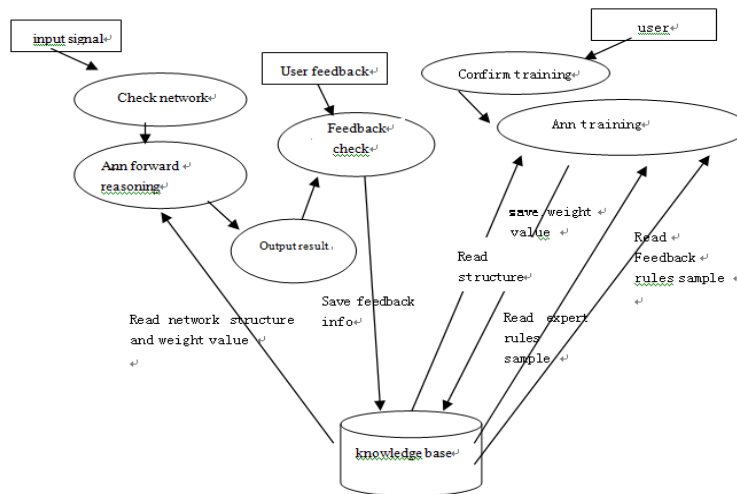 input signal
user
User feedback
Confirm training
Check network
Feedback
check
Ann training
Ann forward
reasoning
Output result
save weight
value
Read
structure
Read
Feedback
rules sample
Save feedback
info
Read network structure
and weight value
Read expert
rules
sample
knowledge base